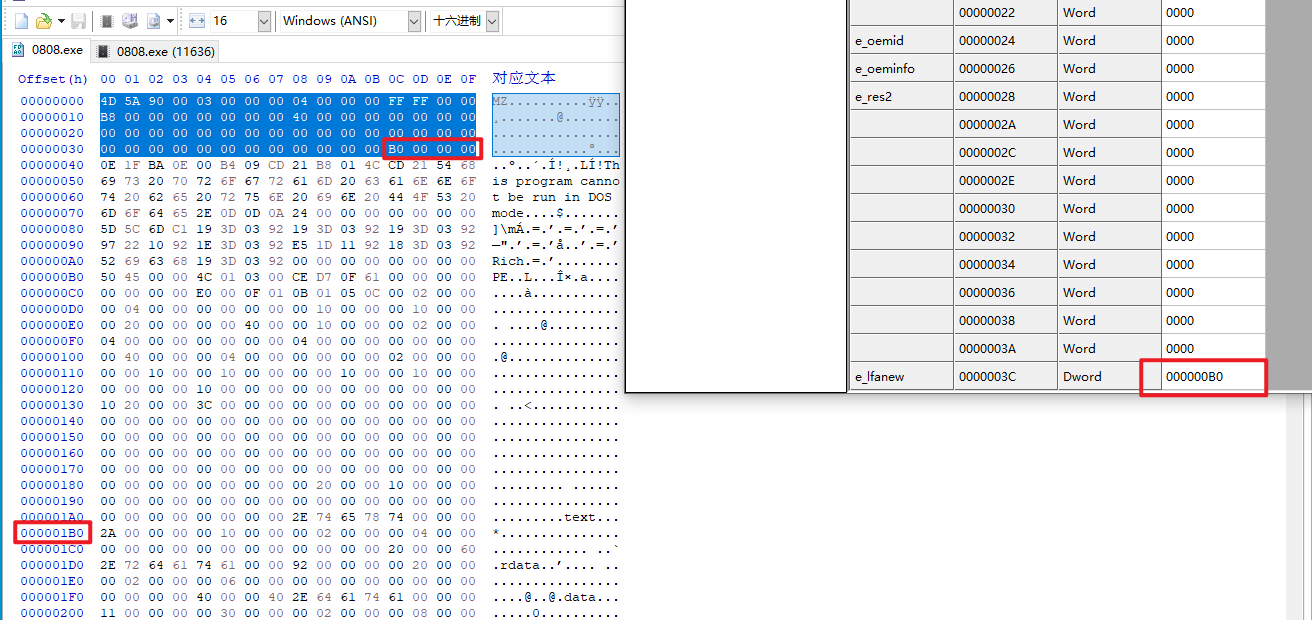 16 Windows (ANSI) 十六进制
0808.exe 0808.exe (11636)
Offset(h) 00 01 02 03 04 05 06 07 08 09 0A 0B 0C 0D 0E 0F 对应文本
00000000 4D 5A 90 00 03 00 00 00 04 00 00 00 FF FF 00 00 MZ..........ÿÿ..
00000010 B8 00 00 00 00 00 00 00 40 00 00 00 00 00 00 00 ¸.......@.......
00000020 00 00 00 00 00 00 00 00 00 00 00 00 00 00 00 00 ................
00000030 00 00 00 00 00 00 00 00 00 00 00 00 B0 00 00 00 ............°...
00000040 0E 1F BA 0E 00 B4 09 CD 21 B8 01 4C CD 21 54 68 ..º..´.Í!¸.LÍ!Th
00000050 69 73 20 70 72 6F 67 72 61 6D 20 63 61 6E 6E 6F is program canno
00000060 74 20 62 65 20 72 75 6E 20 69 6E 20 44 4F 53 20 t be run in DOS
00000070 6D 6F 64 65 2E 0D 0D 0A 24 00 00 00 00 00 00 00 mode....$.......
00000080 5D 5C 6D C1 19 3D 03 92 19 3D 03 92 19 3D 03 92 ]\mÁ.=.’.=.’.=.’
00000090 97 22 10 92 1E 3D 03 92 E5 1D 11 92 18 3D 03 92 —".’.=.’å..’.=.’
000000A0 52 69 63 68 19 3D 03 92 00 00 00 00 00 00 00 00 Rich.=.’........
000000B0 50 45 00 00 4C 01 03 00 CE D7 0F 61 00 00 00 00 PE..L...Î×.a....
000000C0 00 00 00 00 E0 00 0F 01 0B 01 05 0C 00 02 00 00 ....à...........
000000D0 00 04 00 00 00 00 00 00 00 10 00 00 00 10 00 00 ................
000000E0 00 20 00 00 00 00 40 00 00 10 00 00 00 02 00 00 . ....@.........
000000F0 04 00 00 00 00 00 00 00 04 00 00 00 00 00 00 00 ................
00000100 00 40 00 00 00 04 00 00 00 00 00 00 02 00 00 00 .@..............
00000110 00 00 10 00 00 10 00 00 00 00 10 00 00 10 00 00 ................
00000120 00 00 00 00 10 00 00 00 00 00 00 00 00 00 00 00 ................
00000130 10 20 00 00 3C 00 00 00 00 00 00 00 00 00 00 00 . ..<...........
00000140 00 00 00 00 00 00 00 00 00 00 00 00 00 00 00 00 ................
00000150 00 00 00 00 00 00 00 00 00 00 00 00 00 00 00 00 ................
00000160 00 00 00 00 00 00 00 00 00 00 00 00 00 00 00 00 ................
00000170 00 00 00 00 00 00 00 00 00 00 00 00 00 00 00 00 ................
00000180 00 00 00 00 00 00 00 00 00 20 00 00 10 00 00 00 ......... ......
00000190 00 00 00 00 00 00 00 00 00 00 00 00 00 00 00 00 ................
000001A0 00 00 00 00 00 00 00 00 2E 74 65 78 74 00 00 00 .........text...
000001B0 2A 00 00 00 00 10 00 00 00 02 00 00 00 04 00 00 *...............
000001C0 00 00 00 00 00 00 00 00 00 00 00 00 20 00 00 60 ............ ..`
000001D0 2E 72 64 61 74 61 00 00 92 00 00 00 00 20 00 00 .rdata..’.... ..
000001E0 00 02 00 00 00 06 00 00 00 00 00 00 00 00 00 00 ................
000001F0 00 00 00 00 40 00 00 40 2E 64 61 74 61 00 00 00 ....@..@.data...
00000200 11 00 00 00 00 30 00 00 00 02 00 00 00 08 00 00 .....0..........
00000022 Word 0000
e_oemid 00000024 Word 0000
e_oeminfo 00000026 Word 0000
e_res2 00000028 Word 0000
0000002A Word 0000
0000002C Word 0000
0000002E Word 0000
00000030 Word 0000
00000032 Word 0000
00000034 Word 0000
00000036 Word 0000
00000038 Word 0000
0000003A Word 0000
e_lfanew 0000003C Dword 000000B0